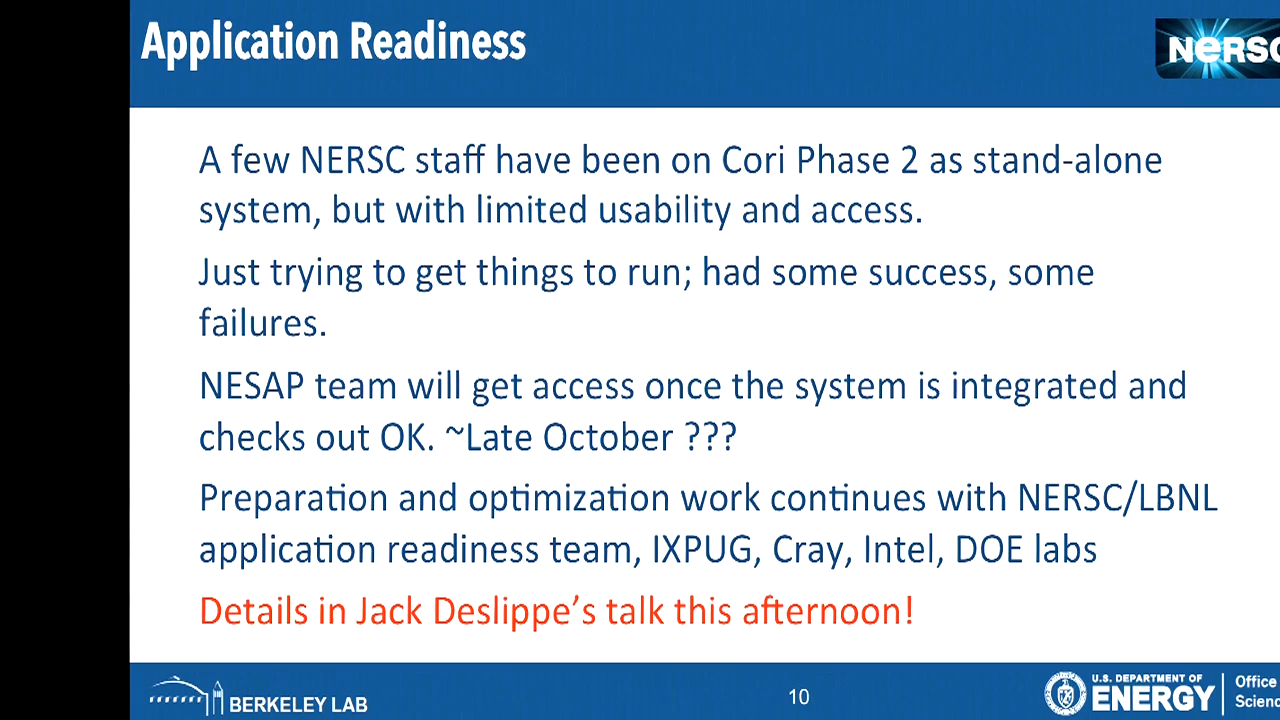 Application Readiness
NERSC
A few NERSC staff have been on Cori Phase 2 as stand-alone
system, but with limited usability and access.
Just trying to get things to run; had some success, some
failures.
NESAP team will get access once the system is integrated and
checks out OK. ~Late October ???
Preparation and optimization work continues with NERSC/LBNL
application readiness team, IXPUG, Cray, Intel, DOE labs
Details in Jack Deslippe’s talk this afternoon!
BERKELEY LAB
10
U.S. DEPARTMENT OF
ENERGY
Office
Scienc